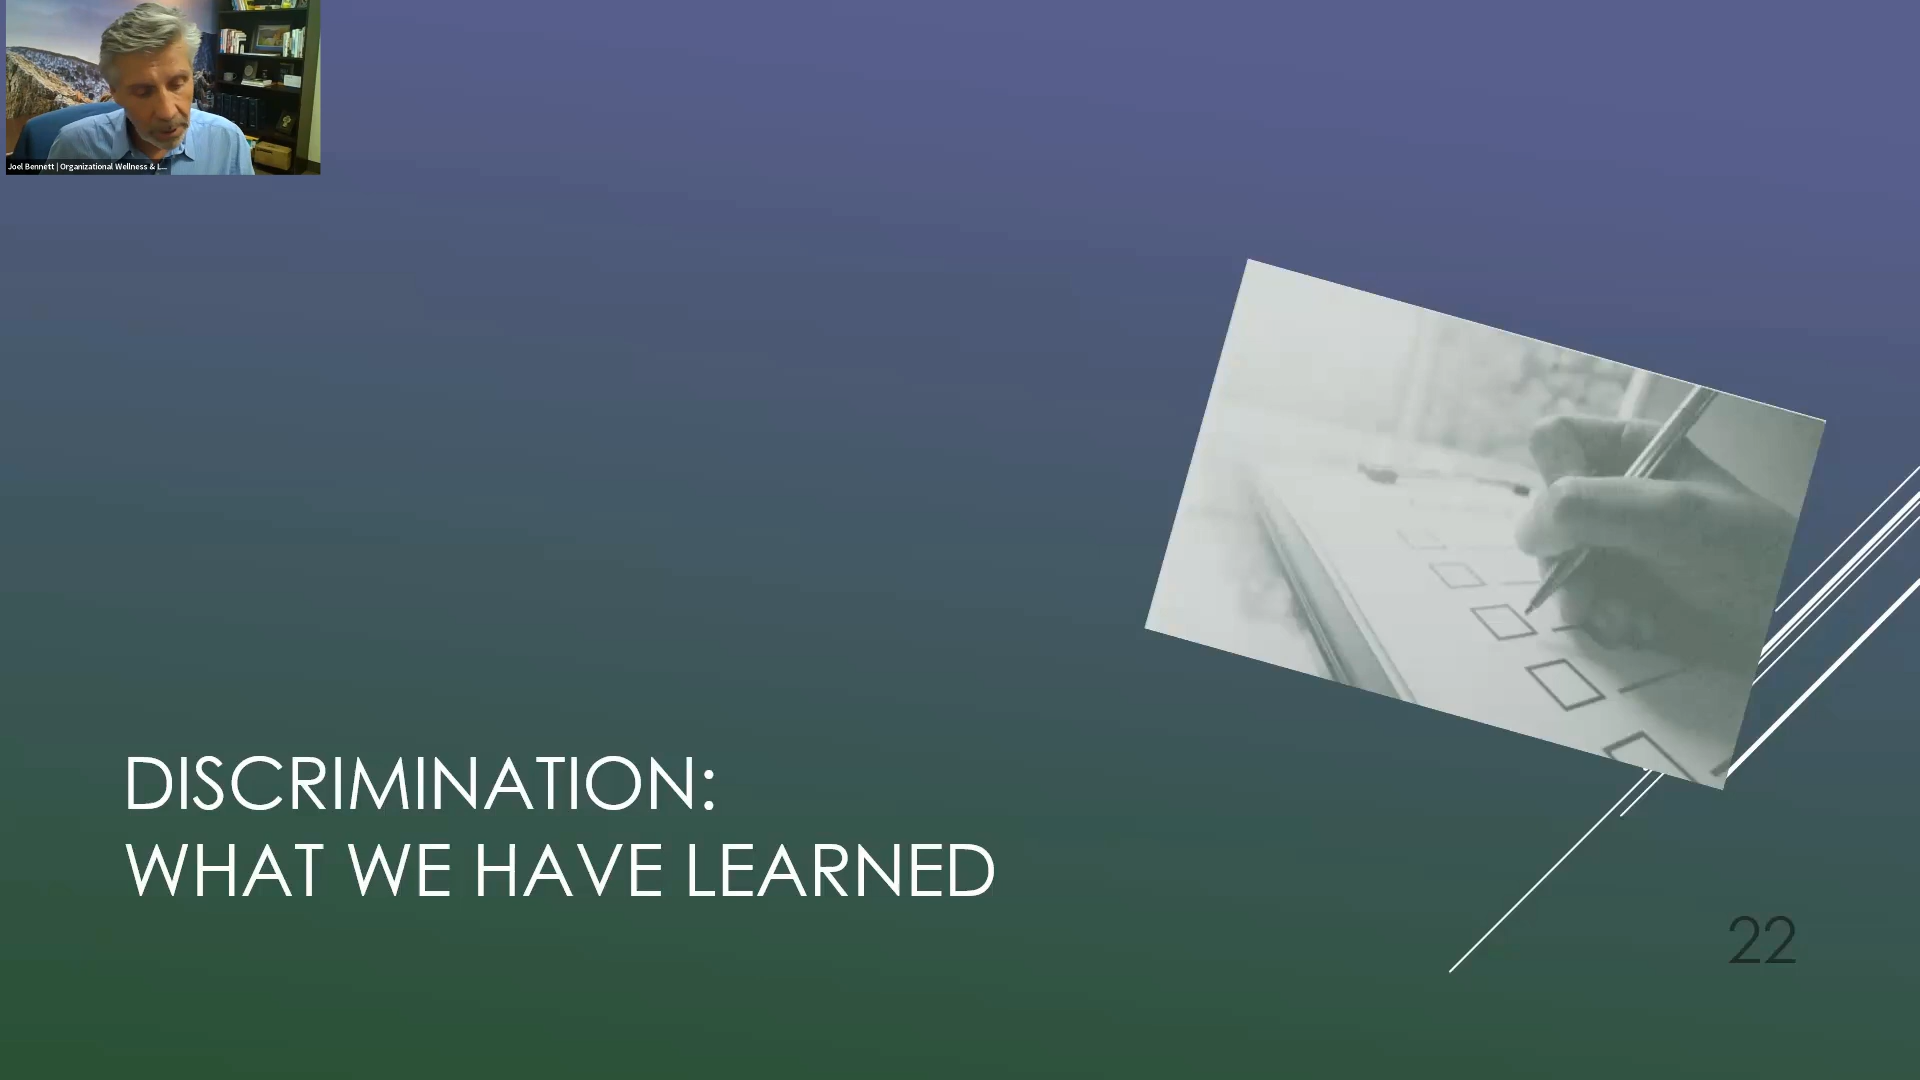 Joel Bennett | Organizational Wellness & L...
DISCRIMINATION:
WHAT WE HAVE LEARNED
22